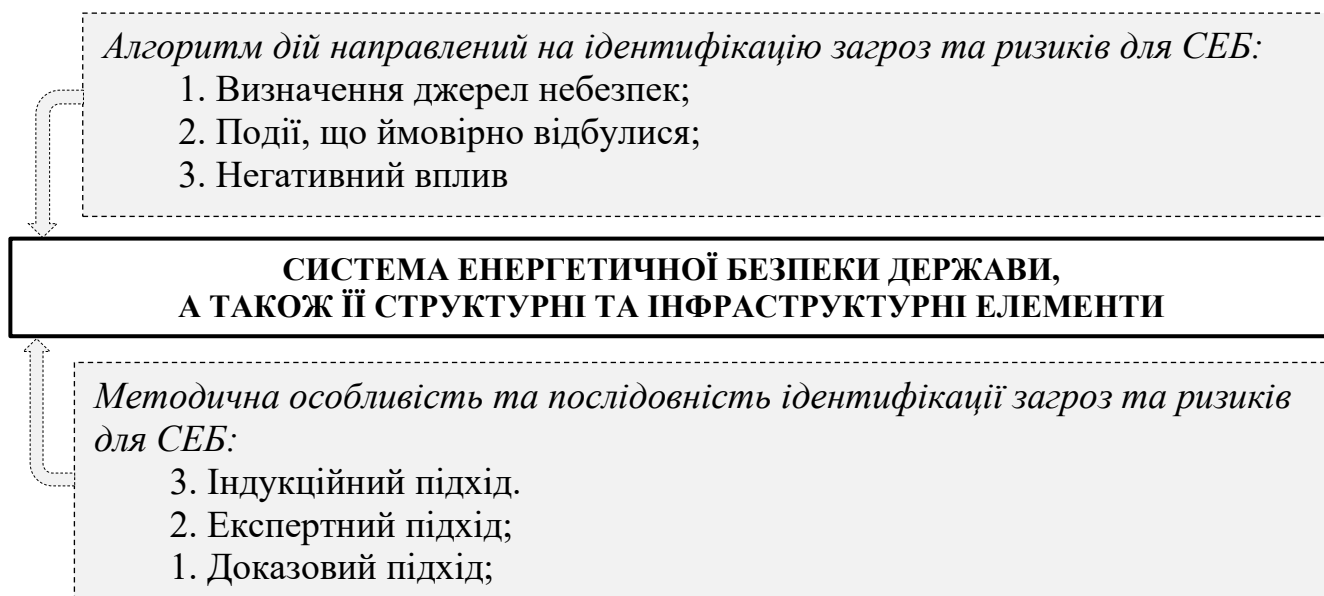 Алгоритм дій направлений на ідентифікацію загроз та ризиків для СЕБ:
1. Визначення джерел небезпек;
2. Події, що ймовірно відбулися;
3. Негативний вплив
СИСТЕМА ЕНЕРГЕТИЧНОЇ БЕЗПЕКИ ДЕРЖАВИ,
А ТАКОЖ ЇЇ СТРУКТУРНІ ТА ІНФРАСТРУКТУРНІ ЕЛЕМЕНТИ
Методична особливість та послідовність ідентифікації загроз та ризиків
для СЕБ:
3. Індукційний підхід.
2. Експертний підхід;
1. Доказовий підхід;